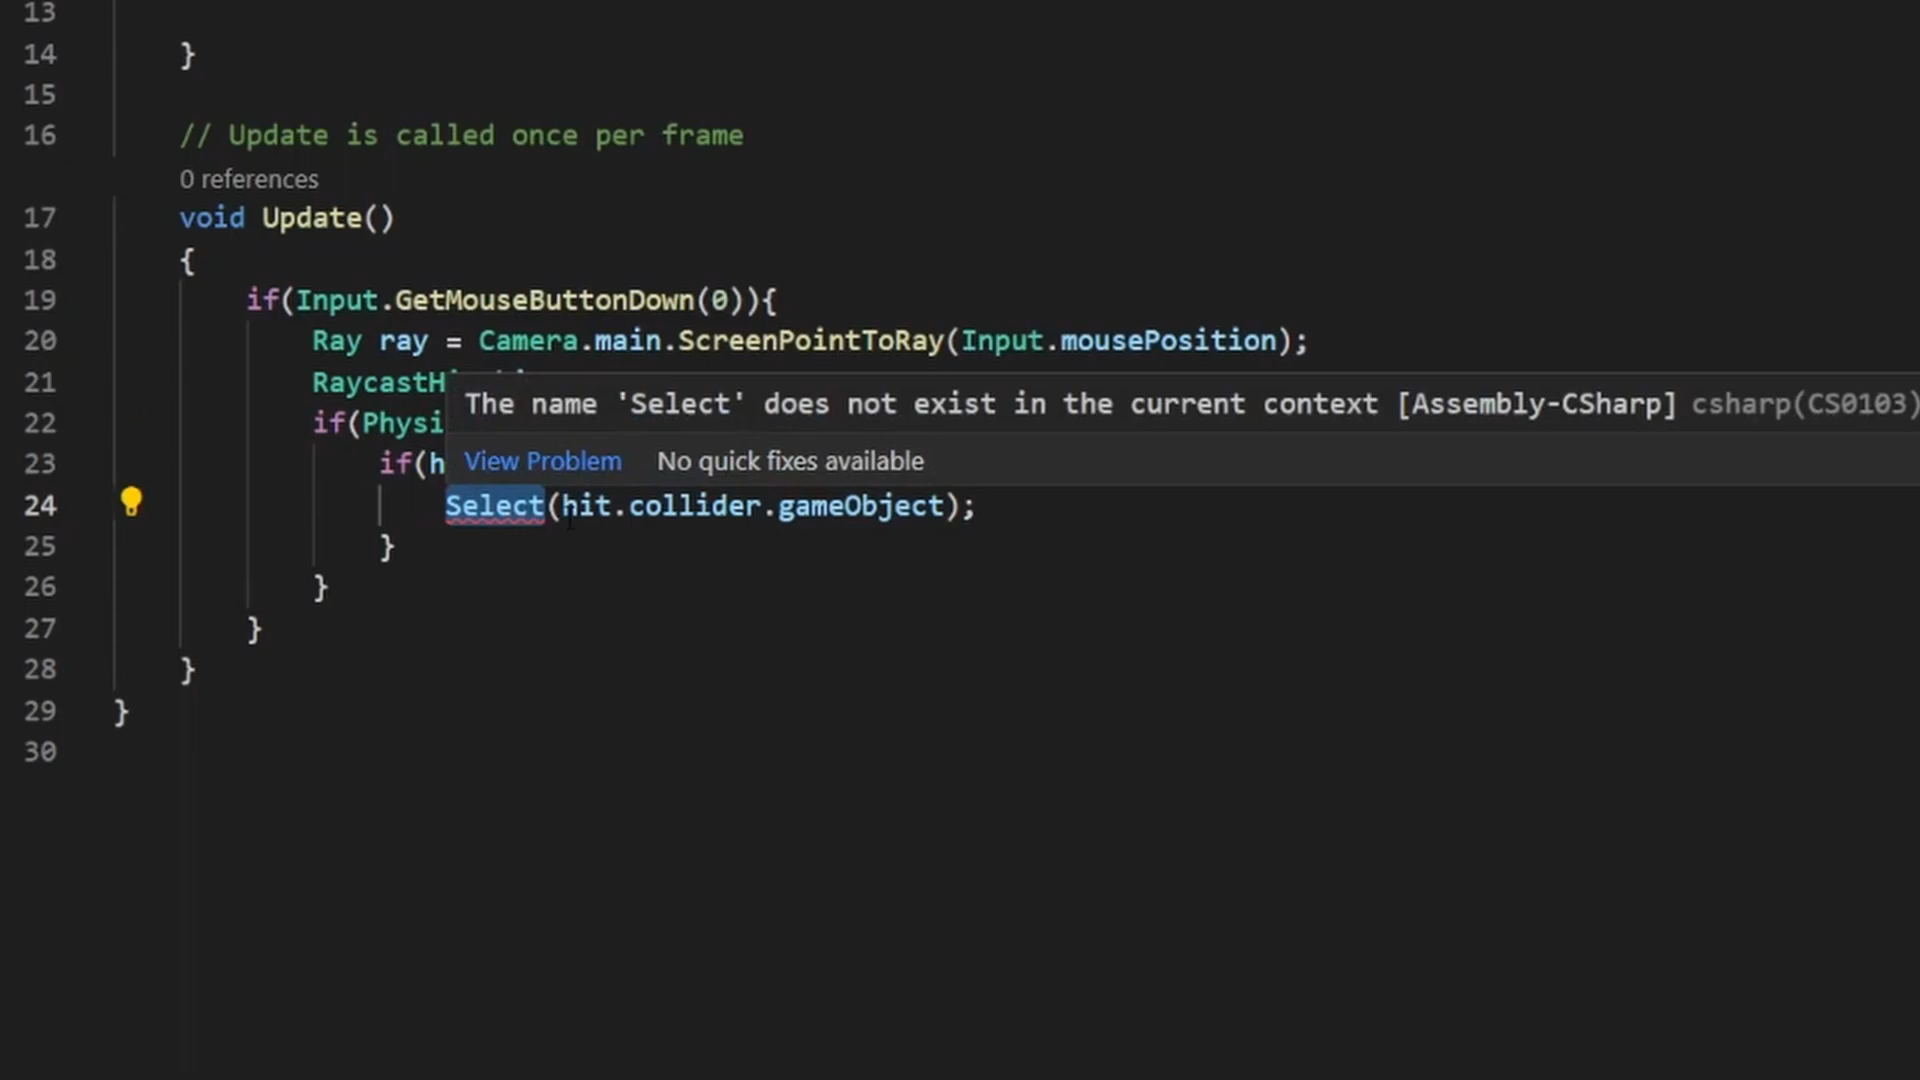 13
14 }
15
16 // Update is called once per frame
0 references
17 void Update()
18 {
19 if(Input.GetMouseButtonDown(0)){
20 Ray ray = Camera.main.ScreenPointToRay(Input.mousePosition);
21 RaycastH
The name 'Select' does not exist in the current context [Assembly-CSharp] csharp(CS0103)
22 if(Physi
23 if(h
View Problem No quick fixes available
24 Select(hit.collider.gameObject);
25 }
26 }
27 }
28 }
29 }
30